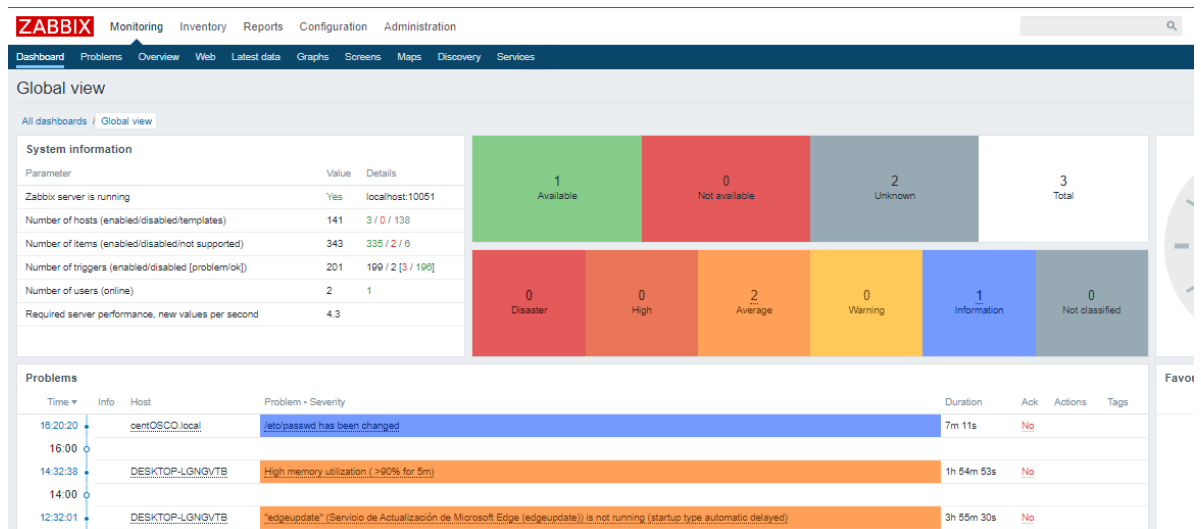 ZABBIX Monitoring Inventory Reports Configuration Administration
Dashboard Problems Overview Web Latest data Graphs Screens Maps Discovery Services
Global view
All dashboards / Global view
System information
Parameter Value Details
Zabbix server is running Yes localhost:10051
Number of hosts (enabled/disabled/templates) 141 3 / 0 / 138
Number of items (enabled/disabled/not supported) 343 335 / 2 / 6
Number of triggers (enabled/disabled [problem/ok]) 201 199 / 2 [3 / 196]
Number of users (online) 2 1
Required server performance, new values per second 4.3
1 0 2 3
Available Not available Unknown Total
0 0 2 0 1 0
Disaster High Average Warning Information Not classified
Problems
Time Info Host Problem • Severity Duration Ack Actions Tags
16:20:20 centOSCO.local /etc/passwd has been changed 7m 11s No
16:00
14:32:38 DESKTOP-LGNGVTB High memory utilization ( >90% for 5m) 1h 54m 53s No
14:00
12:32:01 DESKTOP-LGNGVTB "edgeupdate" (Servicio de Actualización de Microsoft Edge (edgeupdate)) is not running (startup type automatic delayed) 3h 55m 30s No
Favou